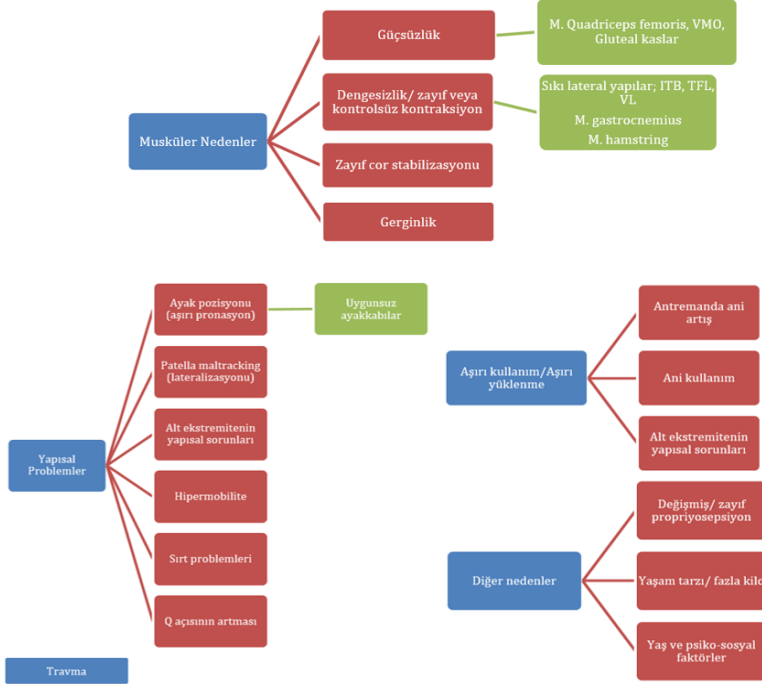 Musküler Nedenler
Güçsüzlük
M. Quadriceps femoris, VMO,
Gluteal kaslar
Dengesizlik/ zayıf veya
kontrolsüz kontraksiyon
Sıkı lateral yapılar; ITB, TFL,
VL
M. gastrocnemius
M. hamstring
Zayıf cor stabilizasyonu
Gerginlik
Yapısal
Problemler
Ayak pozisyonu
(aşırı pronasyon)
Uygunsuz
ayakkabılar
Patella maltracking
(lateralizasyonu)
Alt ekstremitenin
yapısal sorunları
Hipermobilite
Sırt problemleri
Q açısının artması
Travma
Aşırı kullanım/Aşırı
yüklenme
Antremanda ani
artış
Ani kullanım
Alt ekstremitenin
yapısal sorunları
Diğer nedenler
Değişmiş/ zayıf
propriyosepsiyon
Yaşam tarzı/ fazla kilo
Yaş ve psiko-sosyal
faktörler